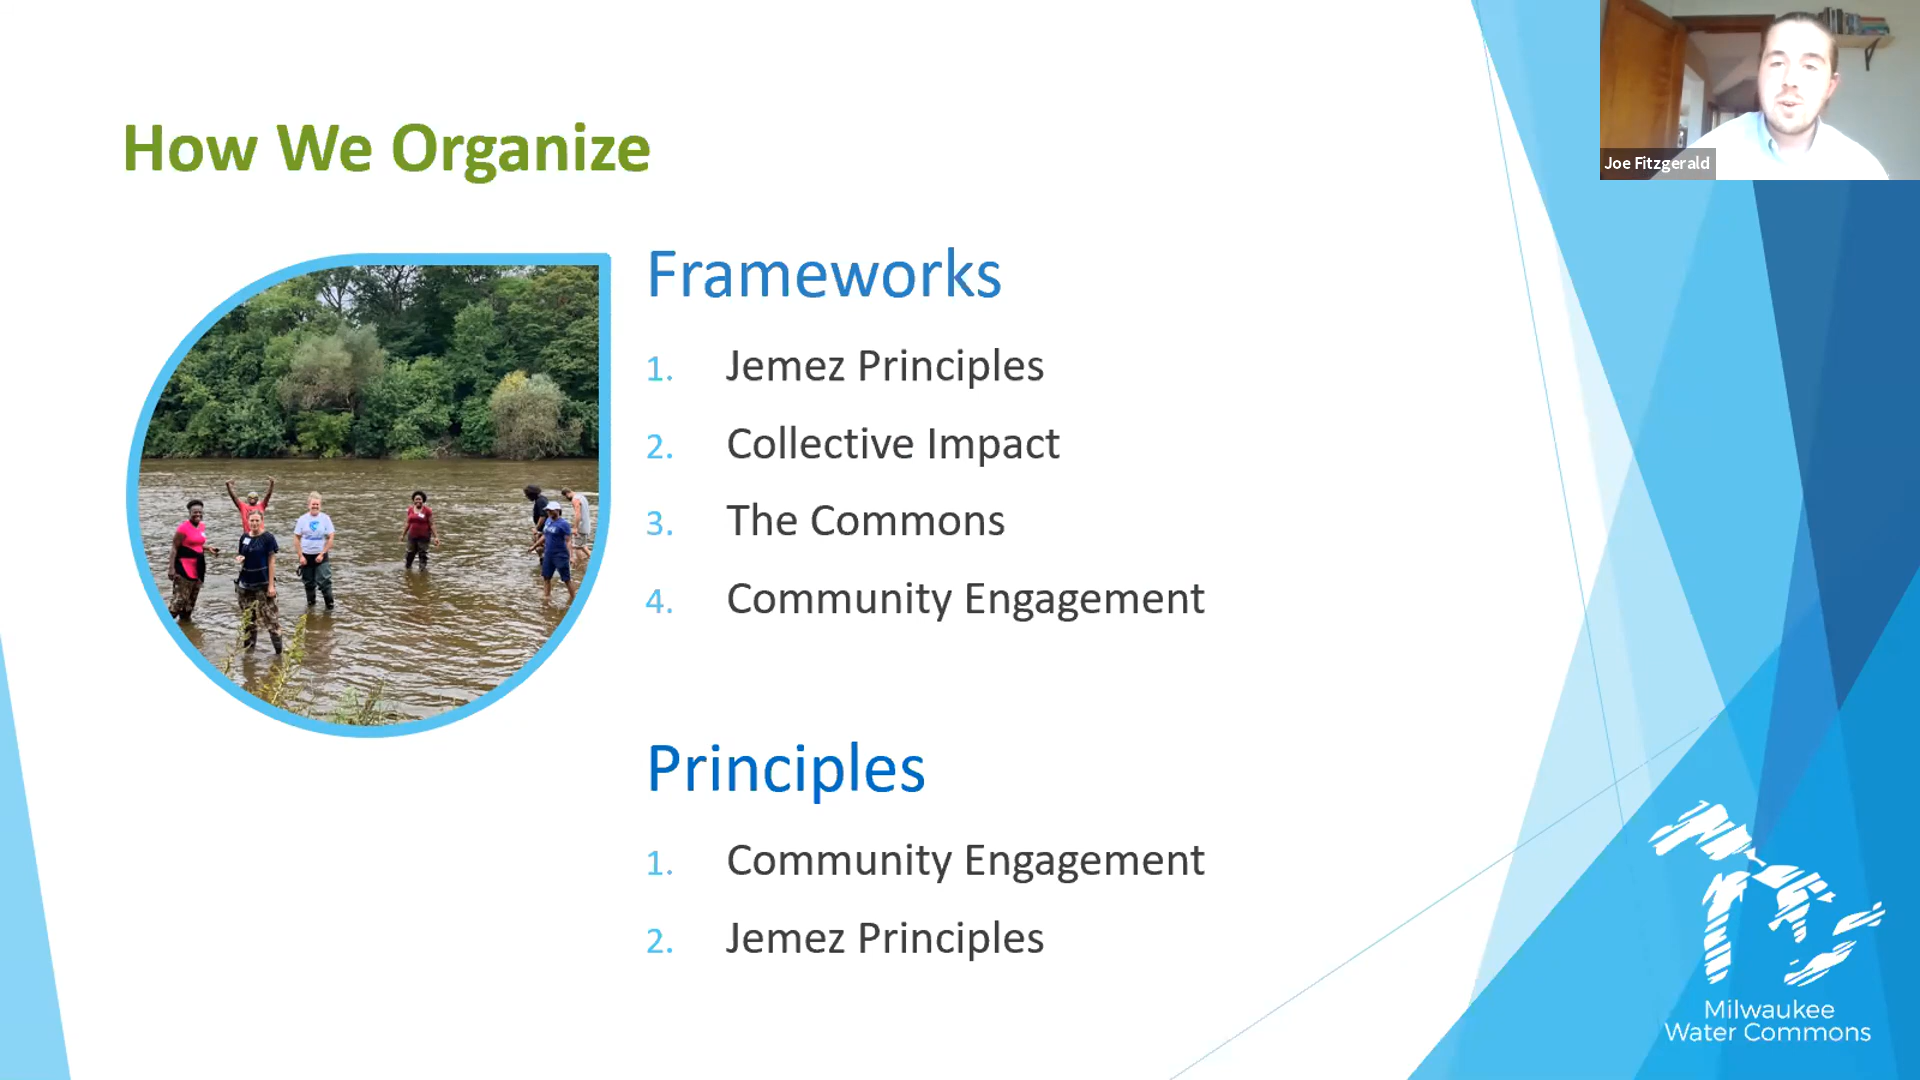 How We Organize
Joe Fitzgerald
Frameworks
1. Jemez Principles
2. Collective Impact
3. The Commons
4. Community Engagement
Principles
1. Community Engagement
2. Jemez Principles
Milwaukee
Water Commons